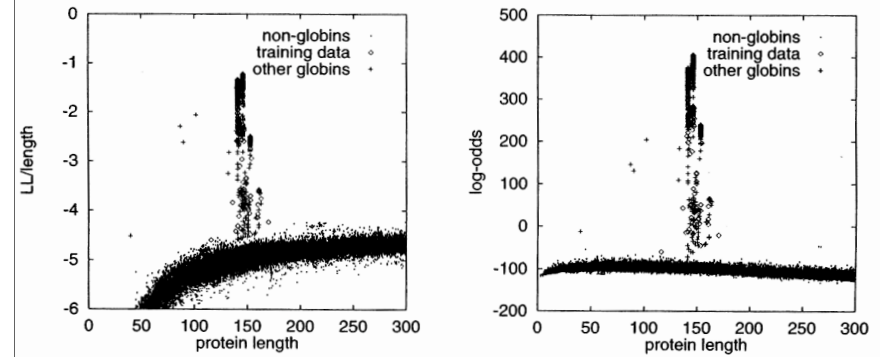 0
-1
-2
-3
-4
-5
-6
LL/length
non-globins
training data
other globins
0 50 100 150 200 250 300
protein length
500
400
300
200
100
0
-100
-200
log-odds
non-globins
training data
other globins
0 50 100 150 200 250 300
protein length